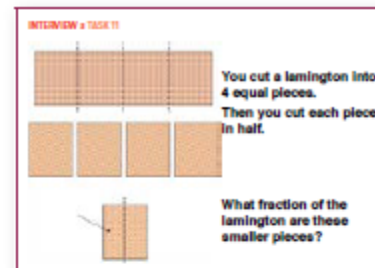 INTERVIEW • TASK 11
You cut a lamington into
4 equal pieces.
Then you cut each piece
in half.
What fraction of the
lamington are these
smaller pieces?